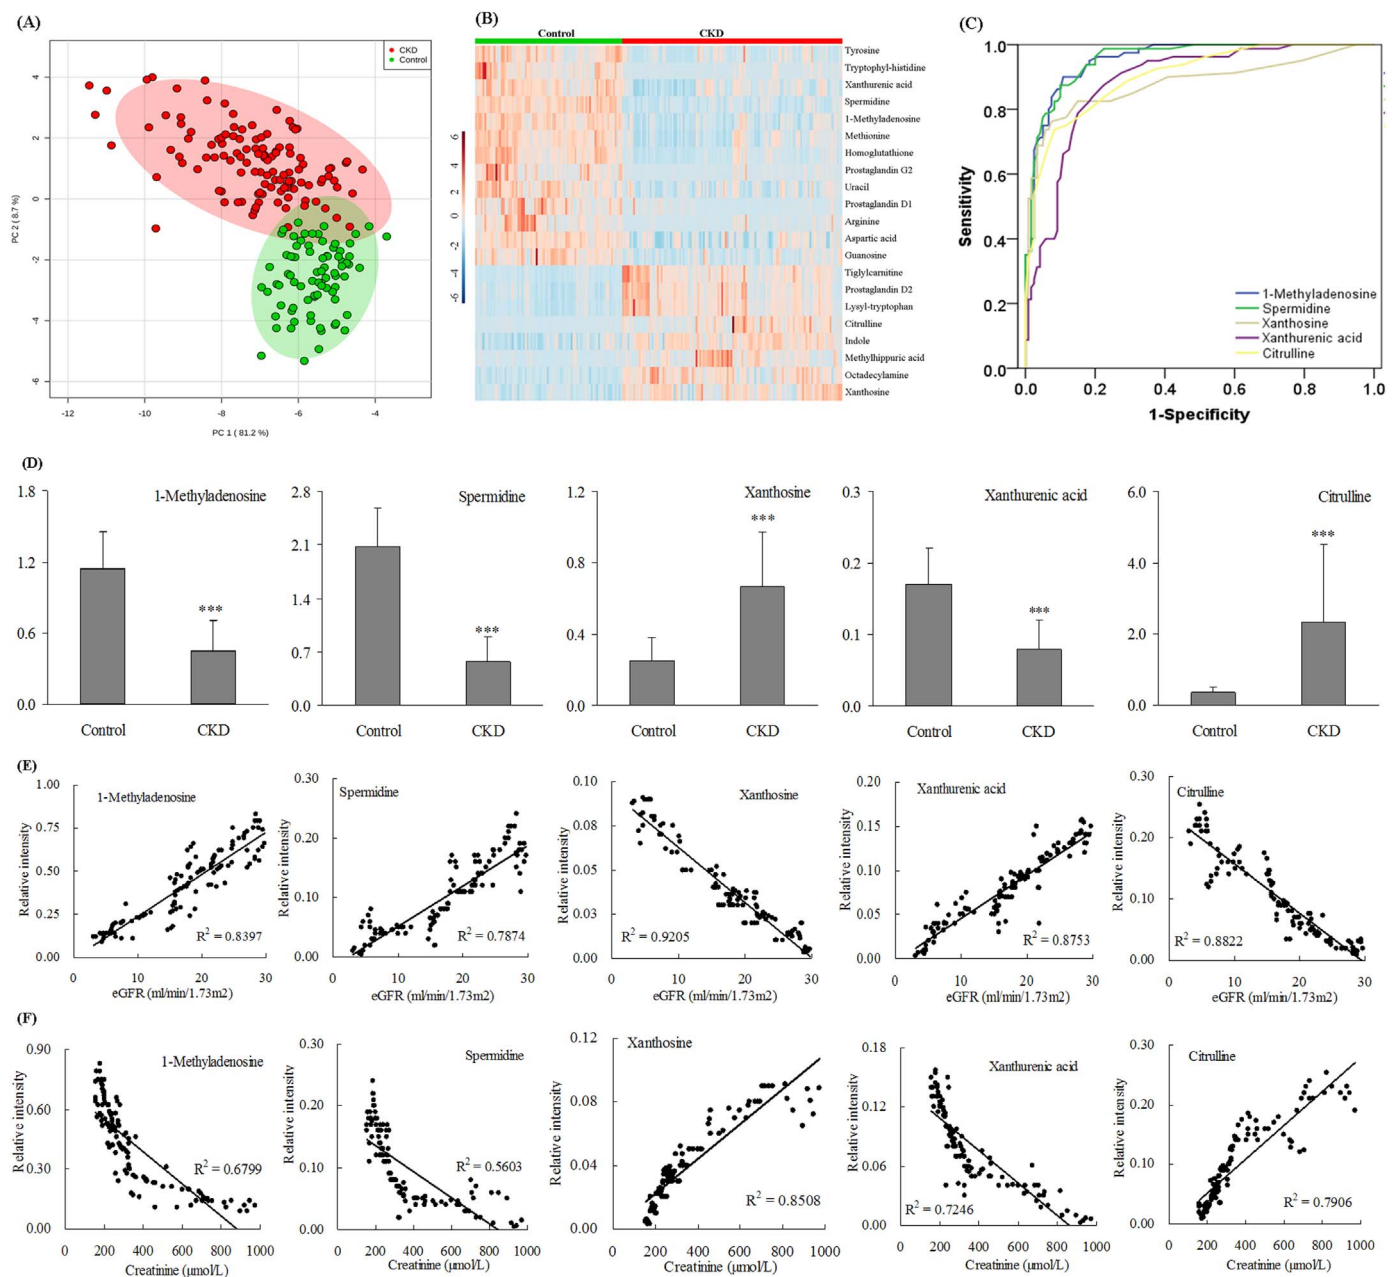 (A)
CKD
Control
4
2
0
-2
-4
-6
PC 2 ( 8.7 %)
-12 -10 -8 -6 -4
PC 1 ( 81.2 %)
(B)
Control CKD
6
4
2
0
-2
-4
-6
Tyrosine
Tryptophyl-histidine
Xanthurenic acid
Spermidine
1-Methyladenosine
Methionine
Homoglutathione
Prostaglandin G2
Uracil
Prostaglandin D1
Arginine
Aspartic acid
Guanosine
Tiglylcarnitine
Prostaglandin D2
Lysyl-tryptophan
Citrulline
Indole
Methylhippuric acid
Octadecylamine
Xanthosine
(C)
1.0
0.8
0.6
0.4
0.2
0.0
Sensitivity
1-Methyladenosine
Spermidine
Xanthosine
Xanthurenic acid
Citrulline
0.0 0.2 0.4 0.6 0.8 1.0
1-Specificity
(D)
1-Methyladenosine
1.8
1.2
0.6
0.0
***
Control CKD
Spermidine
2.8
2.1
1.4
0.7
0.0
***
Control CKD
Xanthosine
1.2
0.8
0.4
0.0
***
Control CKD
Xanthurenic acid
0.3
0.2
0.1
0.0
***
Control CKD
Citrulline
6.0
4.0
2.0
0.0
***
Control CKD
(E)
1-Methyladenosine
Relative intensity
1.00
0.75
0.50
0.25
0.00
R² = 0.8397
0 10 20 30
eGFR (ml/min/1.73m2)
Spermidine
Relative intensity
0.30
0.20
0.10
0.00
R² = 0.7874
0 10 20 30
eGFR (ml/min/1.73m2)
Xanthosine
Relative intensity
0.10
0.08
0.05
0.03
0.00
R² = 0.9205
0 10 20 30
eGFR (ml/min/1.73m2)
Xanthurenic acid
Relative intensity
0.20
0.15
0.10
0.05
0.00
R² = 0.8753
0 10 20 30
eGFR (ml/min/1.73m2)
Citrulline
Relative intensity
0.30
0.20
0.10
0.00
R² = 0.8822
0 10 20 30
eGFR (ml/min/1.73m2)
(F)
1-Methyladenosine
Relative intensity
0.90
0.60
0.30
0.00
R² = 0.6799
0 200 400 600 800 1000
Creatinine (μmol/L)
Spermidine
Relative intensity
0.30
0.20
0.10
0.00
R² = 0.5603
0 200 400 600 800 1000
Creatinine (μmol/L)
Xanthosine
Relative intensity
0.12
0.08
0.04
0.00
R² = 0.8508
0 200 400 600 800 1000
Creatinine (μmol/L)
Xanthurenic acid
Relative intensity
0.18
0.12
0.06
0.00
R² = 0.7246
0 200 400 600 800 1000
Creatinine (μmol/L)
Citrulline
Relative intensity
0.30
0.20
0.10
0.00
R² = 0.7906
0 200 400 600 800 1000
Creatinine (μmol/L)